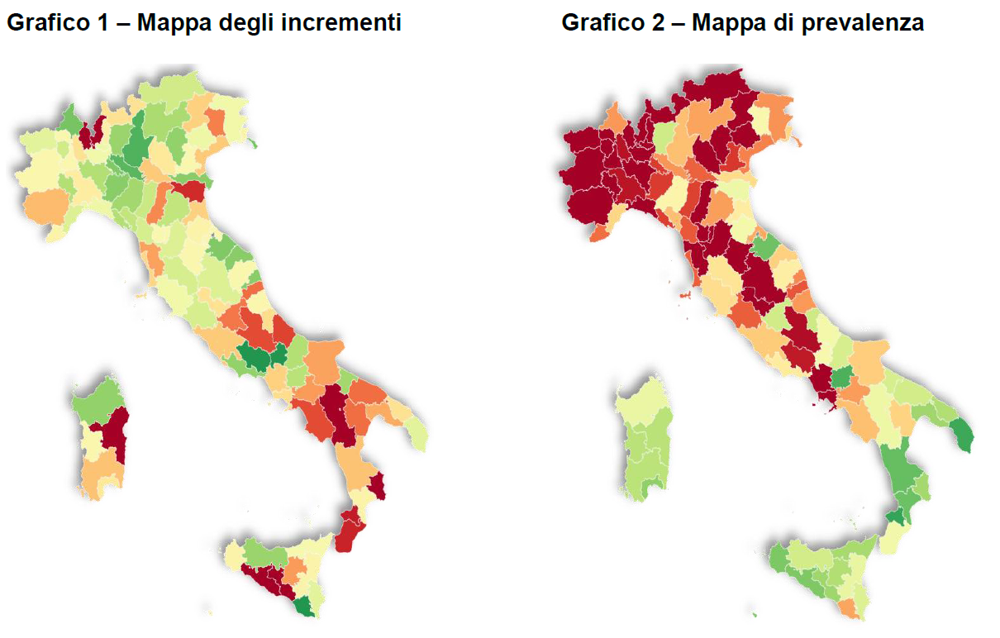 Grafico 1 – Mappa degli incrementi
Grafico 2 – Mappa di prevalenza